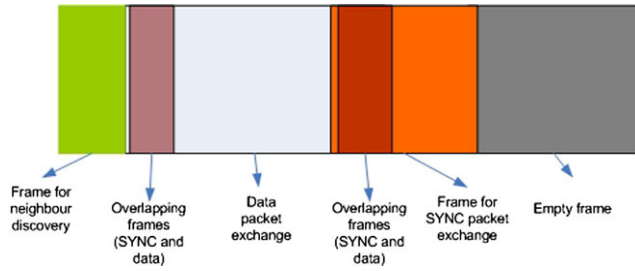 Frame for
neighbour
discovery
Overlapping
frames
(SYNC and
data)
Data
packet
exchange
Overlapping
frames
(SYNC and
data)
Frame for
SYNC packet
exchange
Empty frame